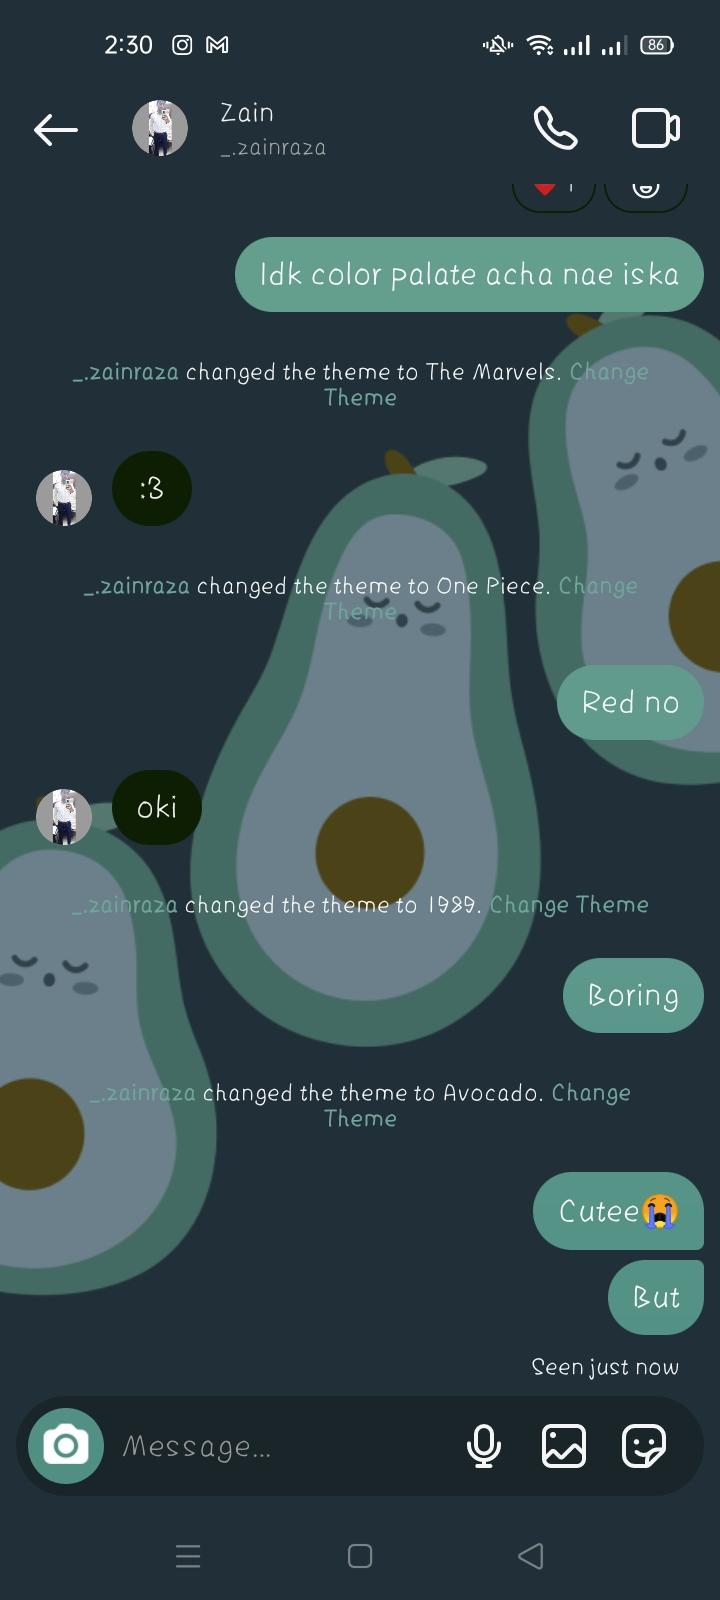 2:30
86
Zain
_.zainraza
Idk color palate acha nae iska
_.zainraza changed the theme to The Marvels. Change
Theme
:3
_.zainraza changed the theme to One Piece. Change
Theme
Red no
oki
_.zainraza changed the theme to 1989. Change Theme
Boring
_.zainraza changed the theme to Avocado. Change
Theme
Cutee😭
But
Seen just now
Message...